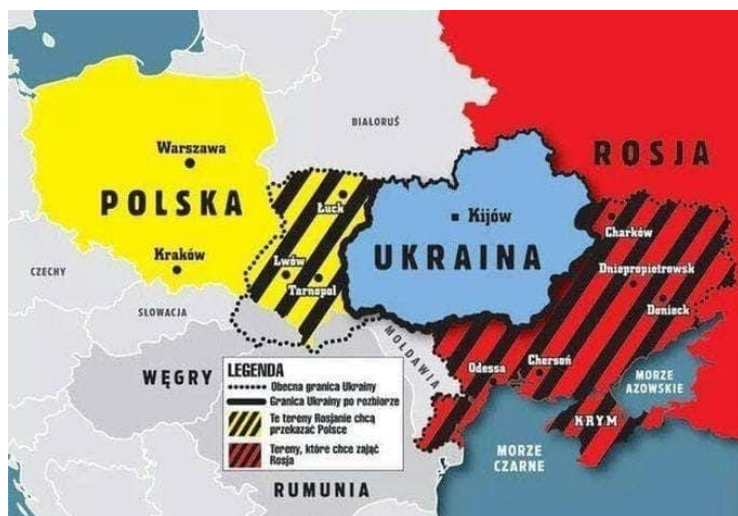 BIAŁORUŚ
ROSJA
Warszawa
POLSKA
Łuck
Kijów
UKRAINA
Charków
Kraków
Lwów
Tarnopol
Dniepropietrowsk
Donieck
CZECHY
SŁOWACJA
MOŁDAWIA
WĘGRY
Odessa
Chersoń
MORZE
AZOWSKIE
KRYM
MORZE
CZARNE
RUMUNIA
LEGENDA
Obecna granica Ukrainy
Granica Ukrainy po rozbiorze
Te tereny Rosjanie chcą
przekazać Polsce
Tereny, które chce zająć
Rosja